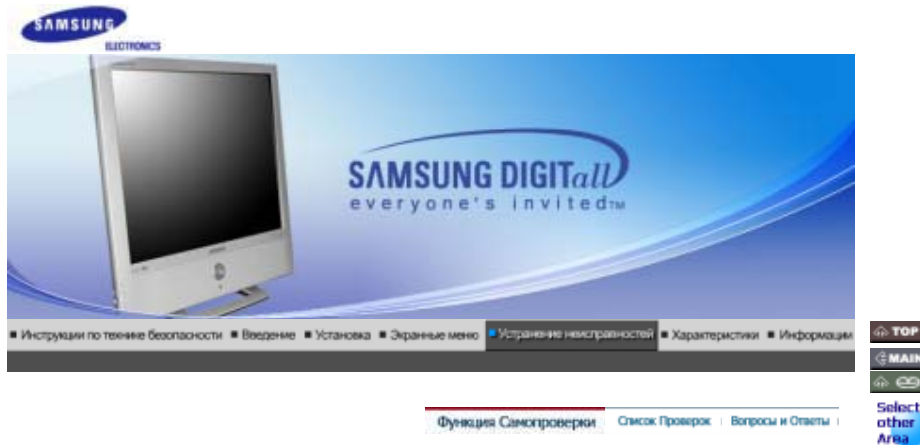 SAMSUNG
ELECTRONICS
SAMSUNG DIGITall
everyone's invited™
Инструкции по технике безопасности Введение Установка Экранные меню Устранение неисправностей Характеристики Информации
TOP
MAIN
Функция Самопроверки Список Проверок Вопросы и Ответы
Select
other
Area